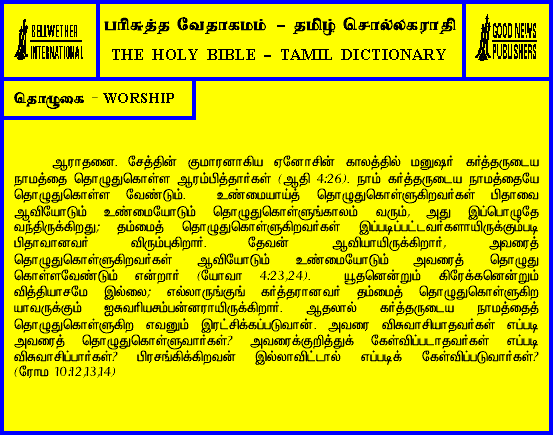 BELLWETHER
INTERNATIONAL
பரிசுத்த வேதாகமம் – தமிழ் சொல்லகராதி
THE HOLY BIBLE – TAMIL DICTIONARY
GOOD NEWS
PUBLISHERS
தொழுகை - WORSHIP
ஆராதனை. சேத்தின் குமாரனாகிய ஏனோசின் காலத்தில் மனுஷர் கர்த்தருடைய
நாமத்தை தொழுதுகொள்ள ஆரம்பித்தார்கள் (ஆதி 4:26). நாம் கர்த்தருடைய நாமத்தையே
தொழுதுகொள்ள வேண்டும். உண்மையாய்த் தொழுதுகொள்ளுகிறவர்கள் பிதாவை
ஆவியோடும் உண்மையோடும் தொழுதுகொள்ளுங்காலம் வரும், அது இப்பொழுதே
வந்திருக்கிறது; தம்மைத் தொழுதுகொள்ளுகிறவர்கள் இப்படிப்பட்டவர்களாயிருக்கும்படி
பிதாவானவர் விரும்புகிறார். தேவன் ஆவியாயிருக்கிறார், அவரைத்
தொழுதுகொள்ளுகிறவர்கள் ஆவியோடும் உண்மையோடும் அவரைத் தொழுது
கொள்ளவேண்டும் என்றார் (யோவா 4:23,24). யூதனென்றும் கிரேக்கனென்றும்
வித்தியாசமே இல்லை; எல்லாருங்குங் கர்த்தரானவர் தம்மைத் தொழுதுகொள்ளுகிற
யாவருக்கும் ஐசுவரியசம்பன்னராயிருக்கிறார். ஆதலால் கர்த்தருடைய நாமத்தைத்
தொழுதுகொள்ளுகிற எவனும் இரட்சிக்கப்படுவான். அவரை விசுவாசியாதவர்கள் எப்படி
அவரைத் தொழுதுகொள்ளுவார்கள்? அவரைக்குறித்துக் கேள்விப்படாதவர்கள் எப்படி
விசுவாசிப்பார்கள்? பிரசங்கிக்கிறவன் இல்லாவிட்டால் எப்படிக் கேள்விப்படுவார்கள்?
(ரோம 10:12,13,14)